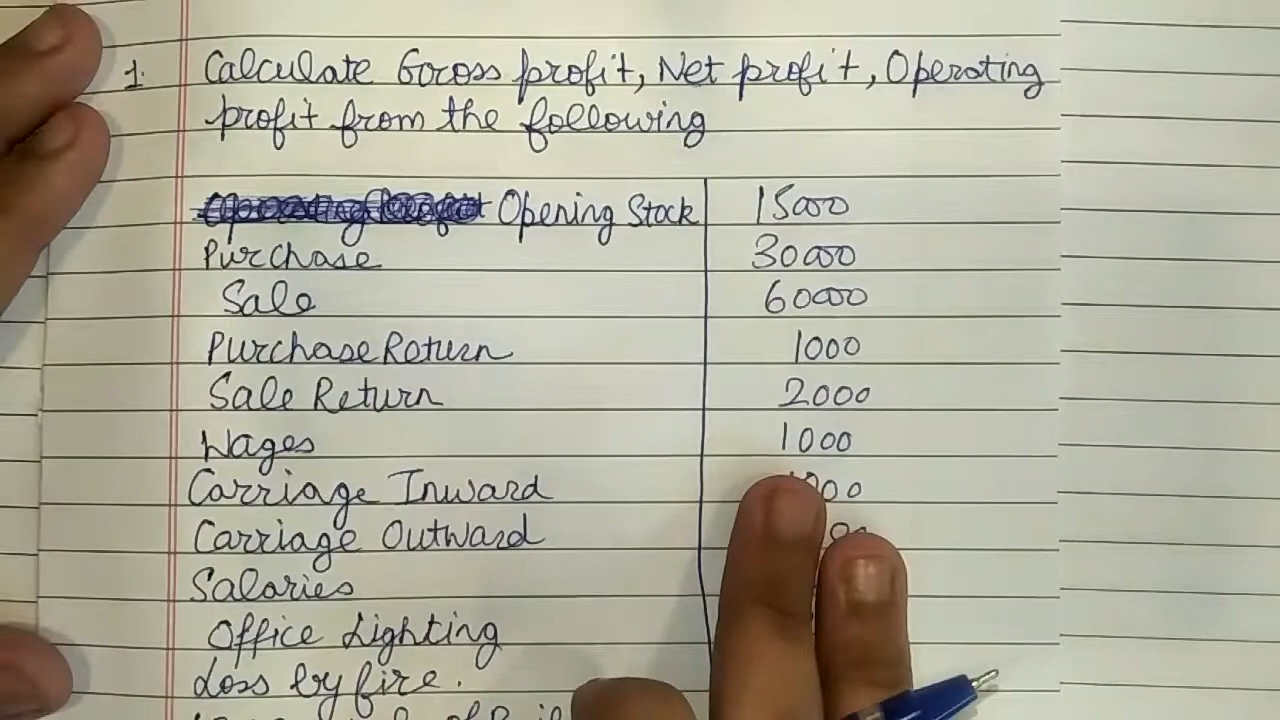 1. Calculate Gross profit, Net profit, Operating
profit from the following
Opening Stock 15000
Purchase 30000
Sale 60000
Purchase Return 1000
Sale Return 2000
Wages 1000
Carriage Inward
Carriage Outward
Salaries
Office Lighting
Loss by fire.